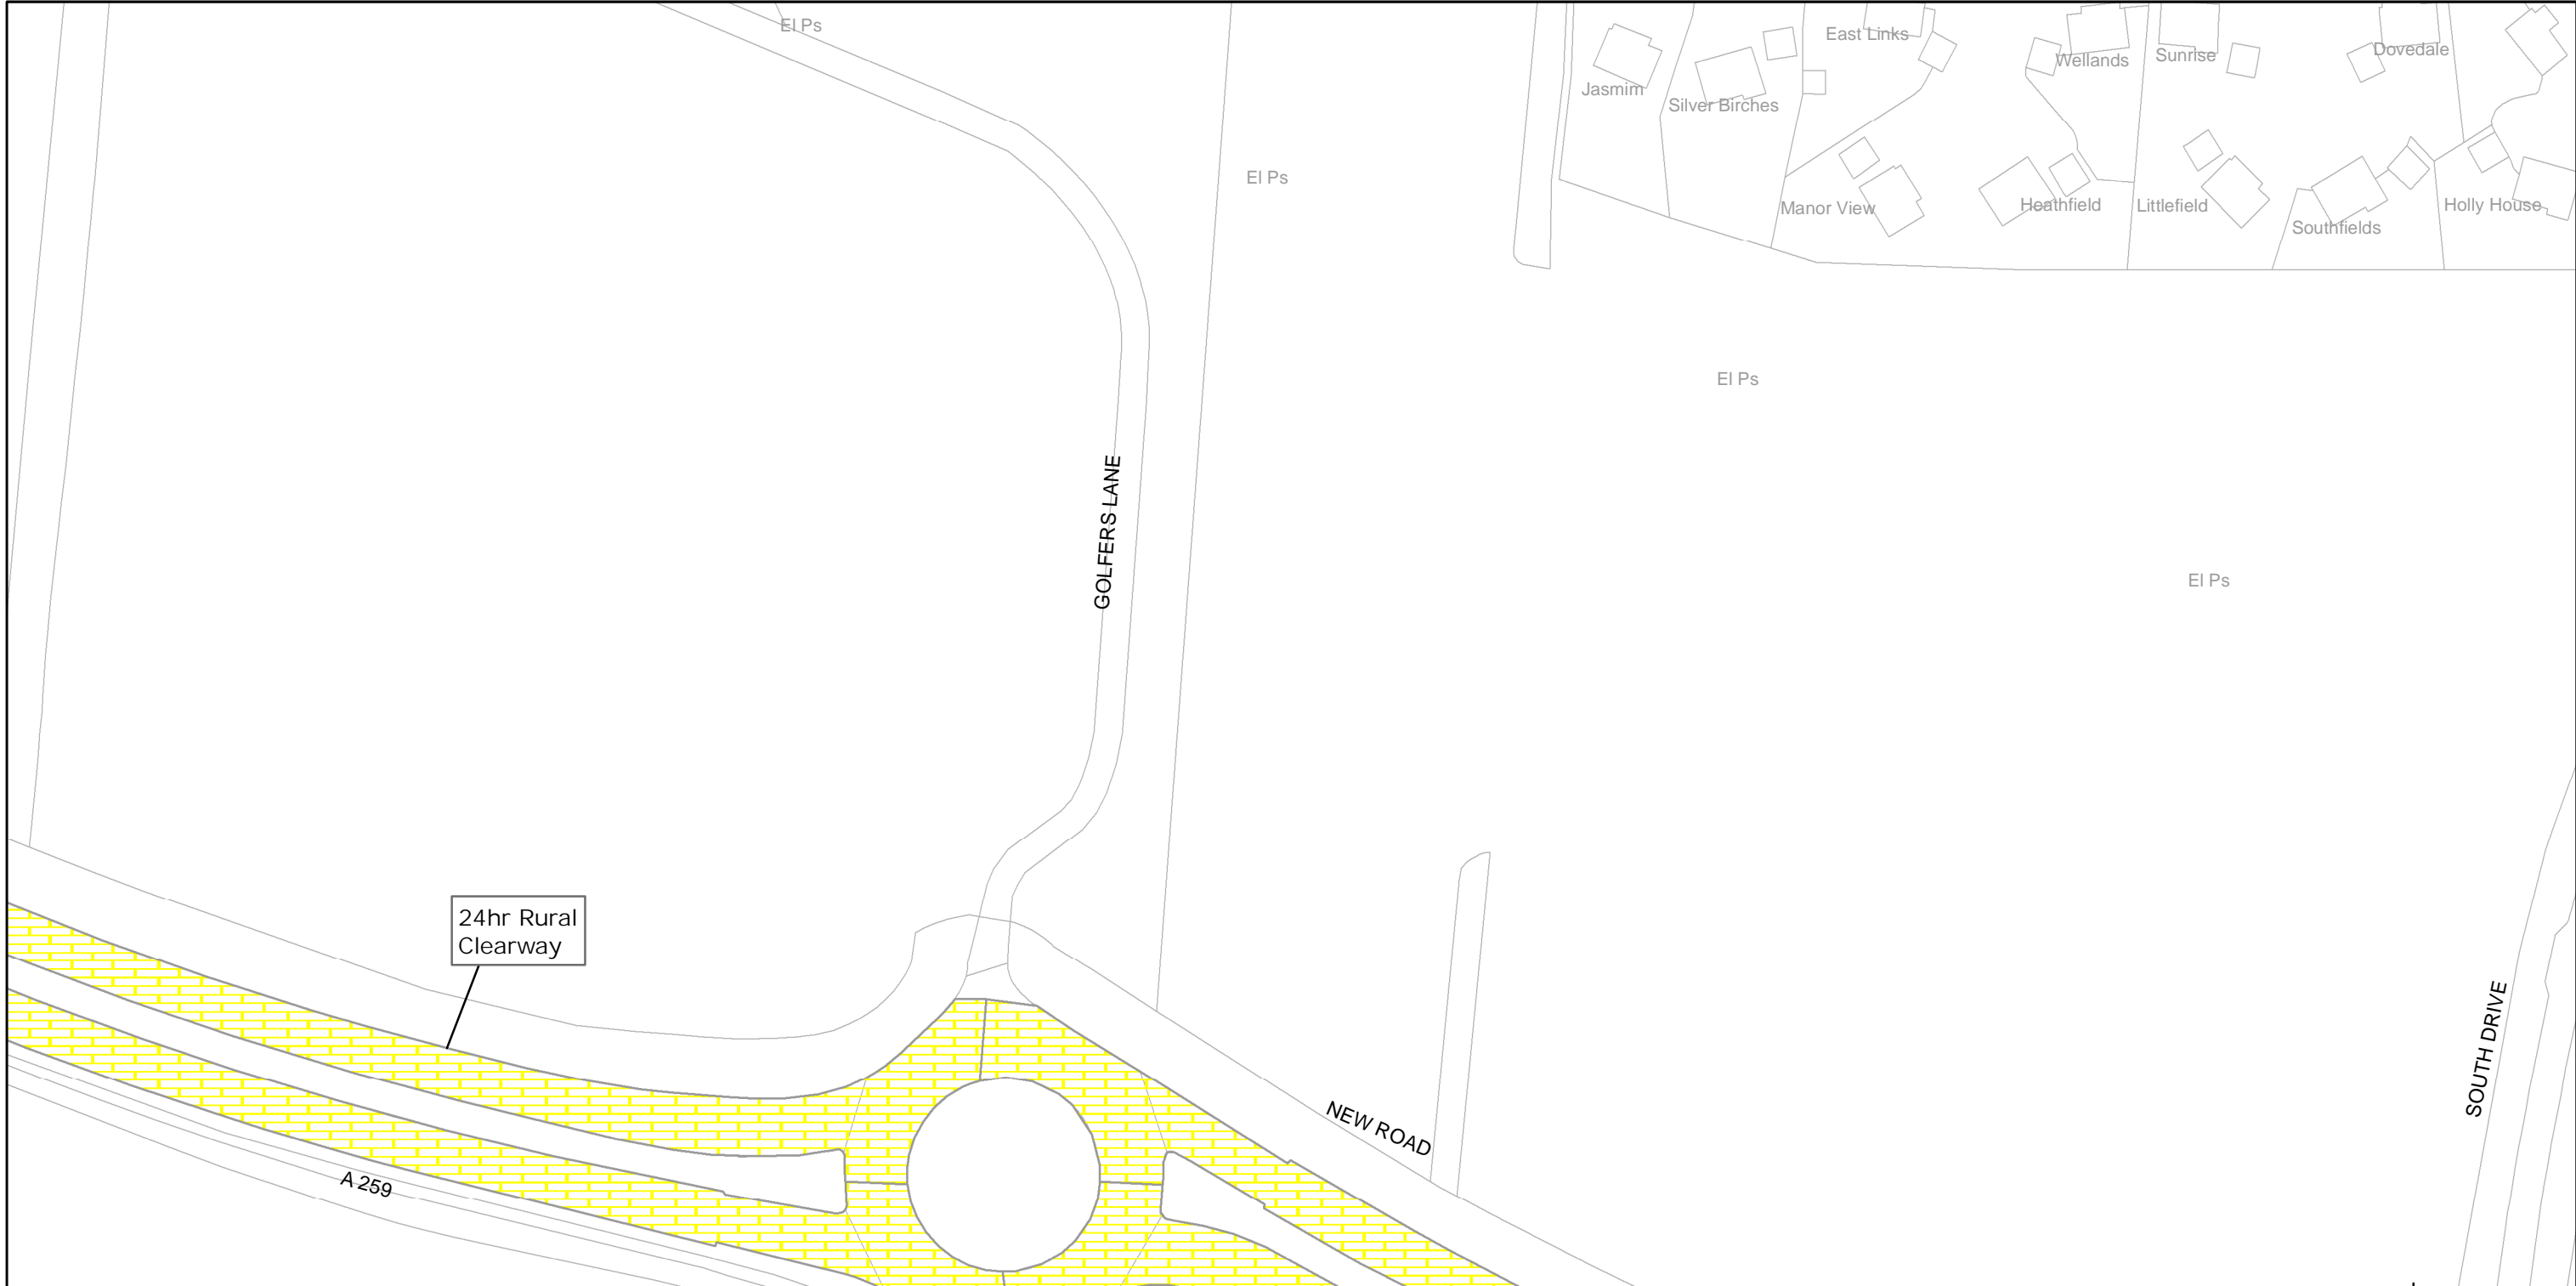 El Ps
East Links
Wellands
Sunrise
Dovedale
Jasmim
Silver Birches
El Ps
Manor View
Heathfield
Littlefield
Holly House
Southfields
El Ps
GOLFERS LANE
El Ps
24hr Rural
Clearway
SOUTH DRIVE
NEW ROAD
A 259